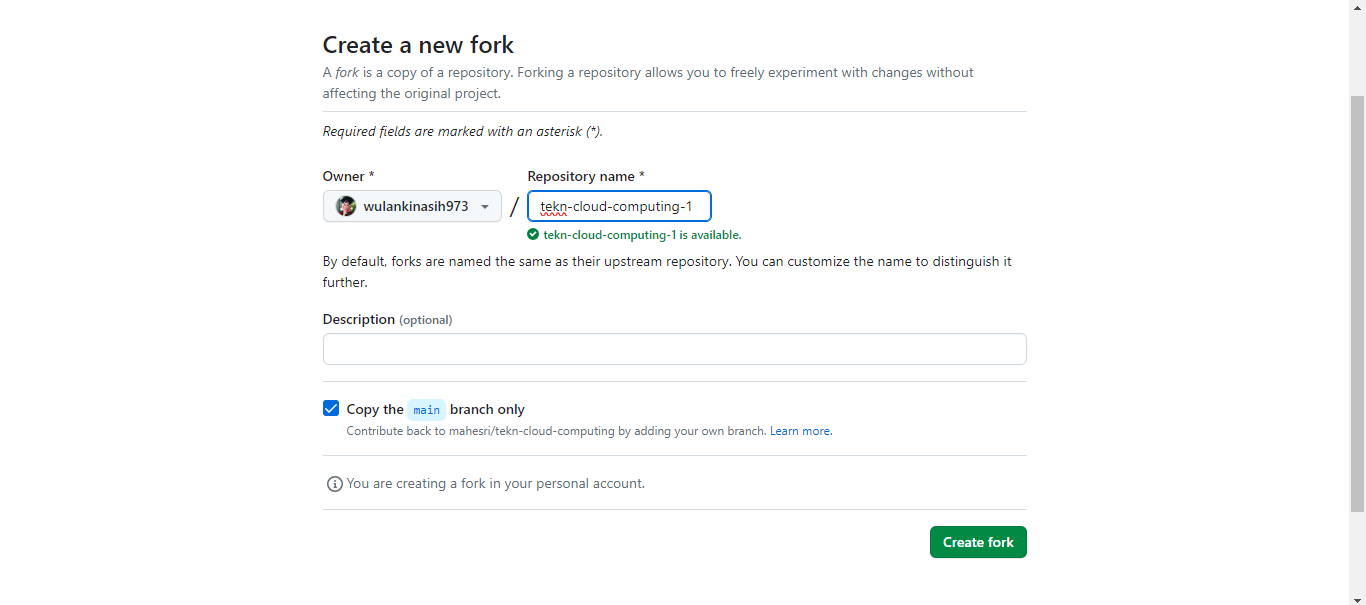 Create a new fork
A fork is a copy of a repository. Forking a repository allows you to freely experiment with changes without
affecting the original project.
Required fields are marked with an asterisk (*).
Owner *
Repository name *
wulankinasih973
/
tekn-cloud-computing-1
tekn-cloud-computing-1 is available.
By default, forks are named the same as their upstream repository. You can customize the name to distinguish it
further.
Description (optional)
Copy the main branch only
Contribute back to mahesri/tekn-cloud-computing by adding your own branch. Learn more.
You are creating a fork in your personal account.
Create fork